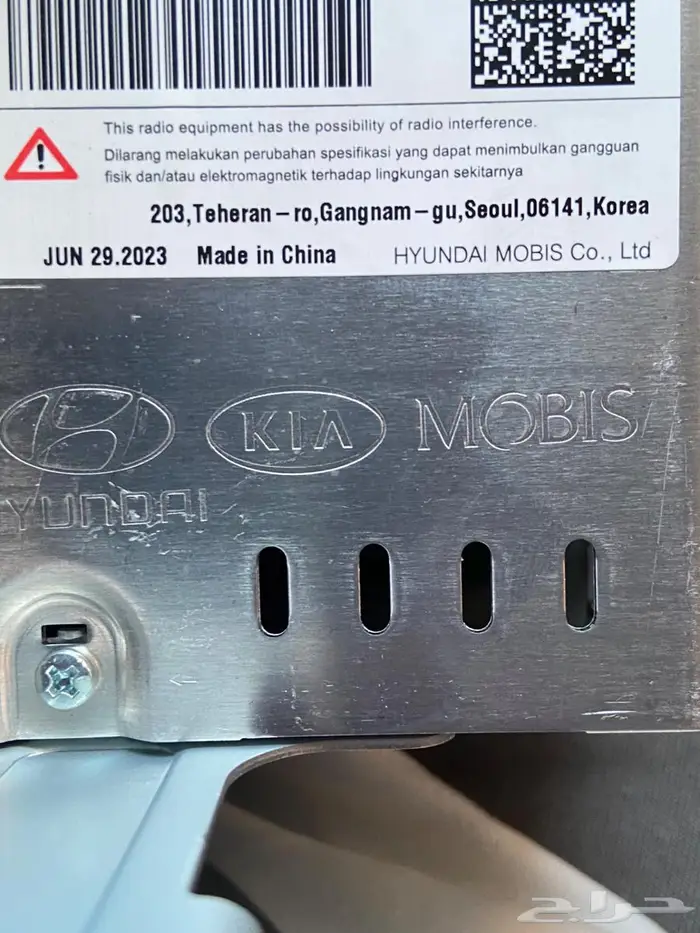 This radio equipment has the possibility of radio interference.
Dilarang melakukan perubahan spesifikasi yang dapat menimbulkan gangguan
fisik dan/atau elektromagnetik terhadap lingkungan sekitarnya
203,Teheran-ro,Gangnam-gu,Seoul,06141,Korea
JUN 29.2023 Made in China HYUNDAI MOBIS Co., Ltd
KIA MOBIS
YUNDAI
حراج